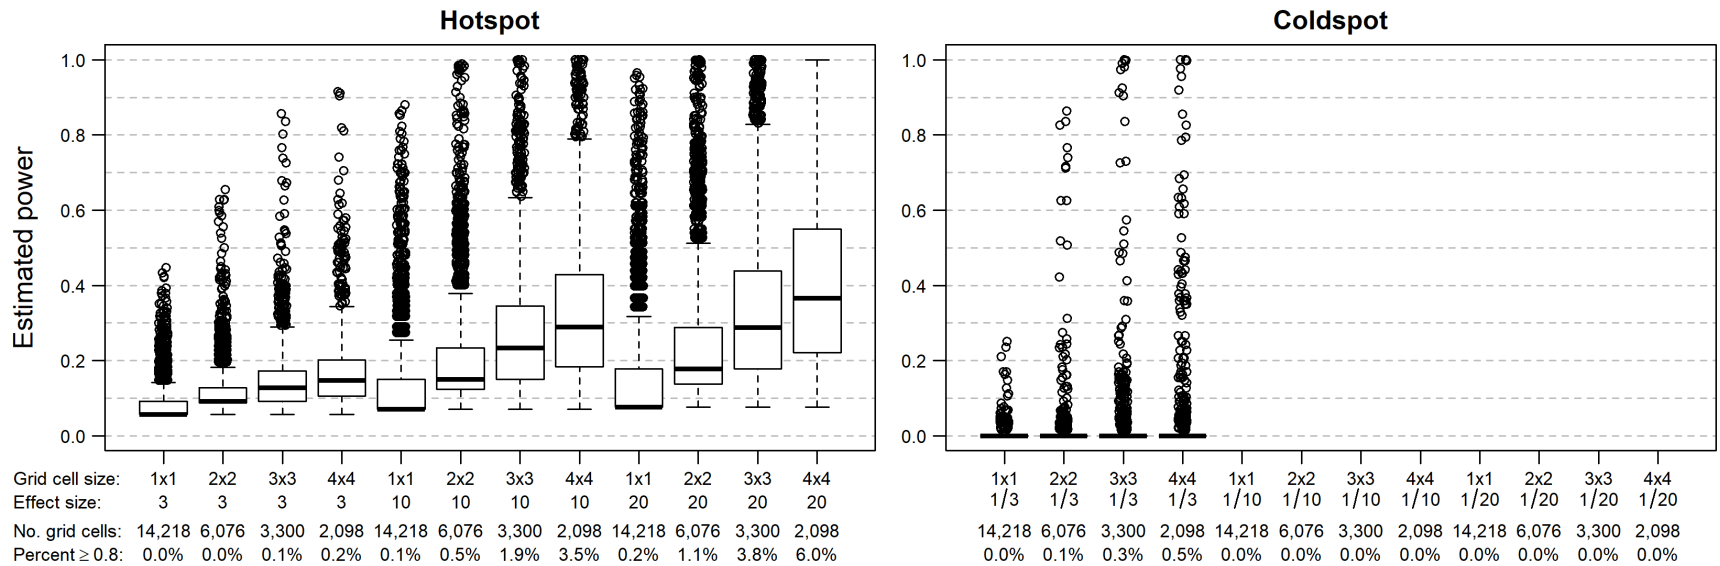 Hotspot
Coldspot
Estimated power
1.0
0.8
0.6
0.4
0.2
0.0
1.0
0.8
0.6
0.4
0.2
0.0
Grid cell size: 1x1 2x2 3x3 4x4 1x1 2x2 3x3 4x4 1x1 2x2 3x3 4x4 1x1 2x2 3x3 4x4 1x1 2x2 3x3 4x4 1x1 2x2 3x3 4x4
Effect size: 3 3 3 3 10 10 10 10 20 20 20 20 1/3 1/3 1/3 1/3 1/10 1/10 1/10 1/10 1/20 1/20 1/20 1/20
No. grid cells: 14,218 6,076 3,300 2,098 14,218 6,076 3,300 2,098 14,218 6,076 3,300 2,098 14,218 6,076 3,300 2,098 14,218 6,076 3,300 2,098 14,218 6,076 3,300 2,098
Percent ≥ 0.8: 0.0% 0.0% 0.1% 0.2% 0.1% 0.5% 1.9% 3.5% 0.2% 1.1% 3.8% 6.0% 0.0% 0.1% 0.3% 0.5% 0.0% 0.0% 0.0% 0.0% 0.0% 0.0% 0.0% 0.0%